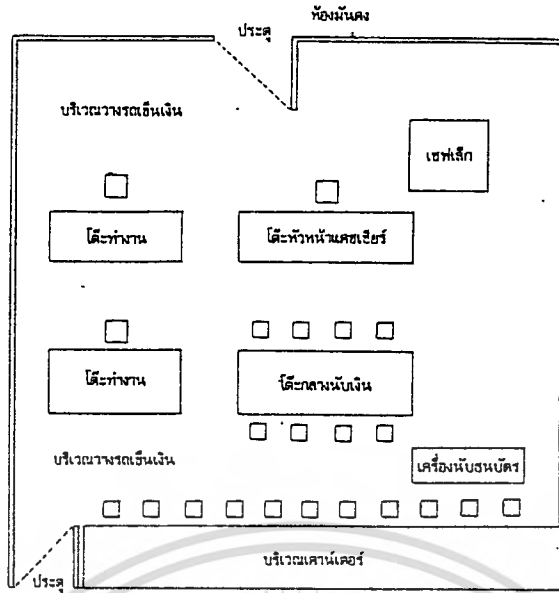 ห้องมั่นคง
ประตู
บริเวณวางรถเข็นเงิน
เซฟเล็ก
โต๊ะทำงาน
โต๊ะหัวหน้าแคชเชียร์
โต๊ะทำงาน
โต๊ะกลางนับเงิน
บริเวณวางรถเข็นเงิน
เครื่องนับธนบัตร
บริเวณเคาน์เตอร์
ประตู